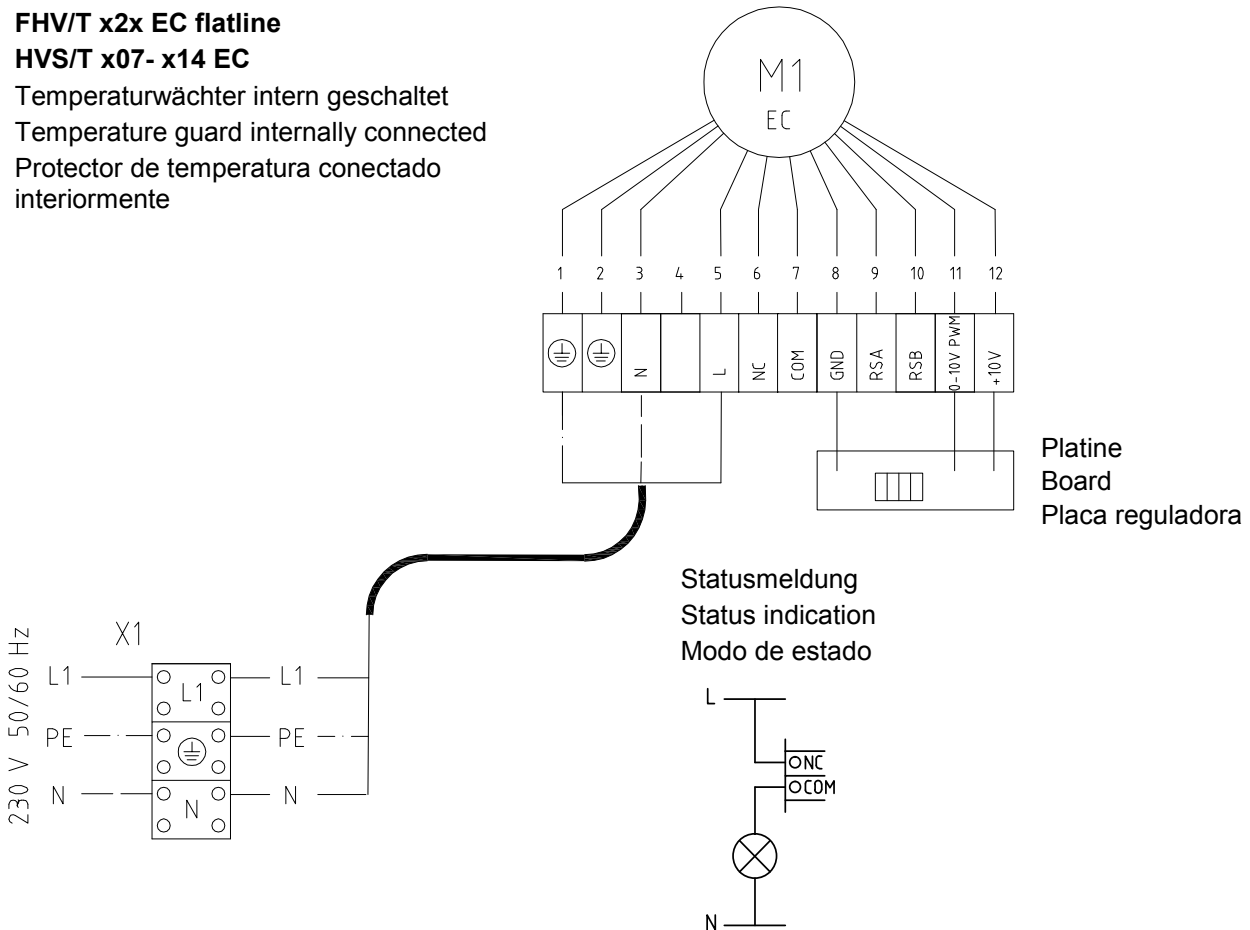 FHV/T x2x EC flatline
HVS/T x07- x14 EC
Temperaturwächter intern geschaltet
Temperature guard internally connected
Protector de temperatura conectado
interiormente
M1
EC
1 2 3 4 5 6 7 8 9 10 11 12
N L NC COM GND RSA RSB 0-10V PWM +10V
Platine
Board
Placa reguladora
Statusmeldung
Status indication
Modo de estado
X1
230 V 50/60 Hz
L1 L1 L1
PE PE
N N N
L
NC
COM
N